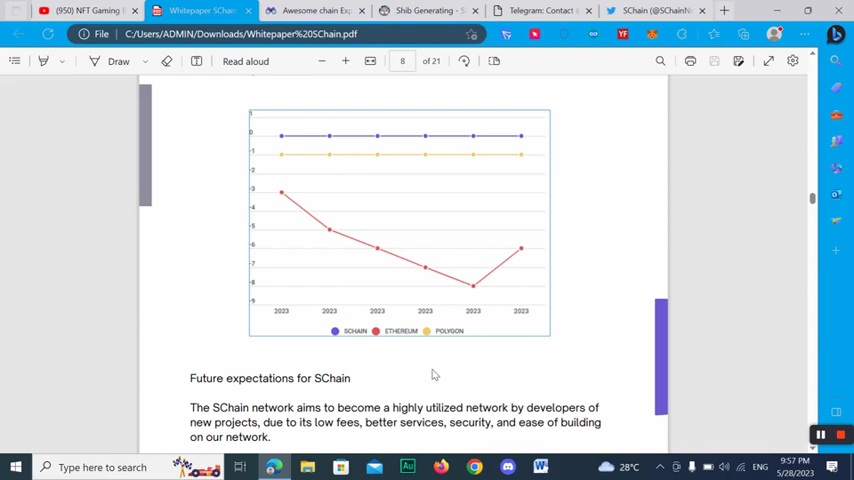 (950) NFT Gaming
Whitepaper SChain
Awesome chain Exp
Shib Generating - S
Telegram: Contact
SChain (@SChainN
File
C:/Users/ADMIN/Downloads/Whitepaper%20SChain.pdf
YF
Draw
Read aloud
8
of 21
1
0
-1
-2
-3
-4
-5
-6
-7
-8
-9
2023 2023 2023 2023 2023 2023
SCHAIN ETHEREUM POLYGON
Future expectations for SChain
The SChain network aims to become a highly utilized network by developers of
new projects, due to its low fees, better services, security, and ease of building
on our network.
Type here to search
Au
W
28°C
ENG
9:57 PM
5/28/2023